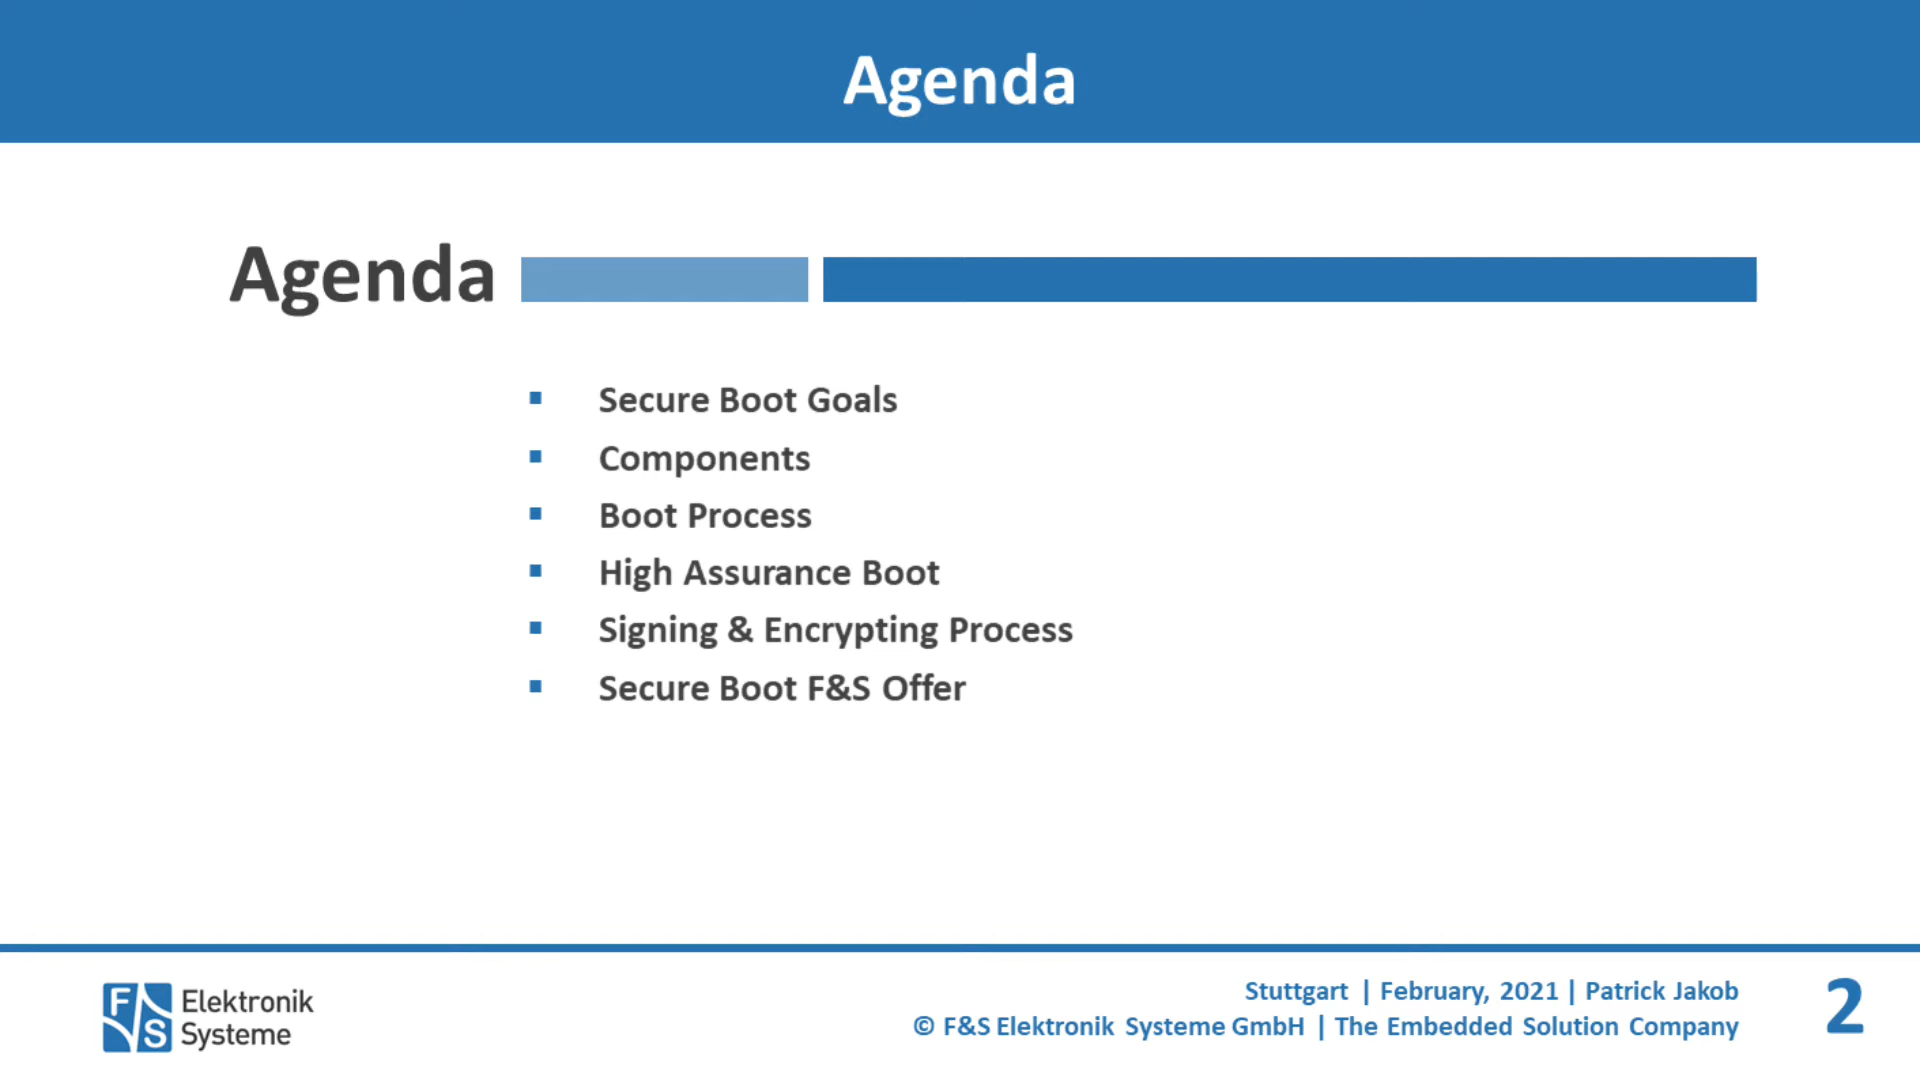 Agenda
Agenda
▪ Secure Boot Goals
▪ Components
▪ Boot Process
▪ High Assurance Boot
▪ Signing & Encrypting Process
▪ Secure Boot F&S Offer
F S Elektronik
Systeme
Stuttgart | February, 2021 | Patrick Jakob
© F&S Elektronik Systeme GmbH | The Embedded Solution Company
2